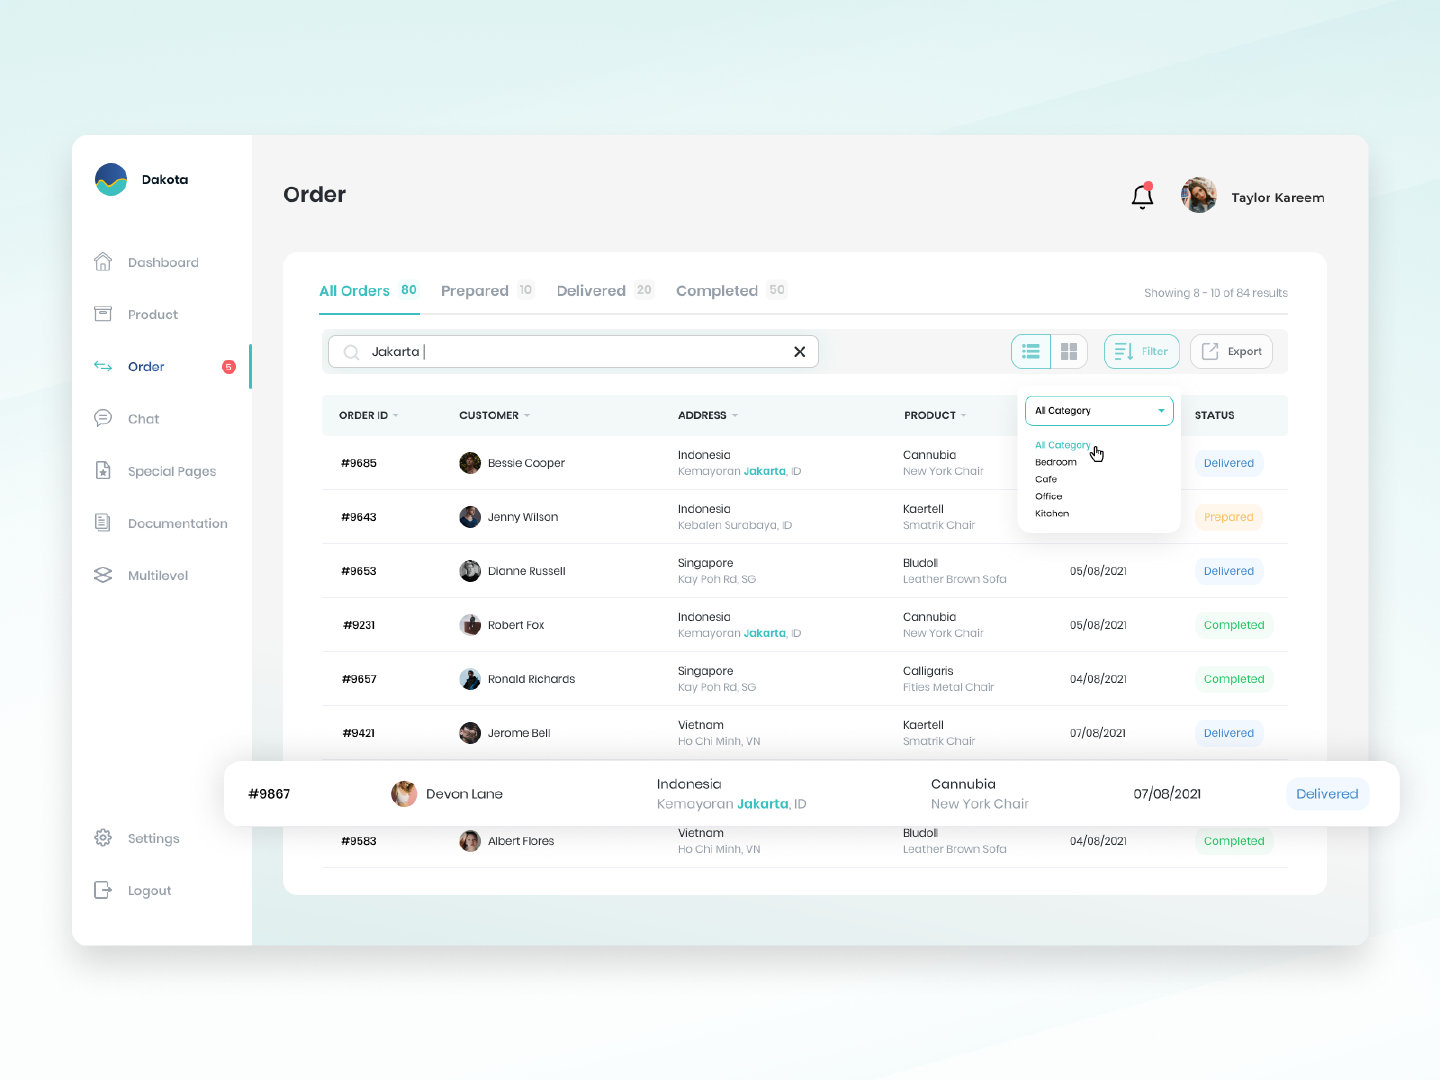 Dakota
Order
Taylor Kareem
Dashboard
Product
Order 5
Chat
Special Pages
Documentation
Multilevel
Settings
Logout
All Orders 80 Prepared 10 Delivered 20 Completed 50
Showing 8 - 10 of 84 results
Jakarta
Filter
Export
ORDER ID CUSTOMER ADDRESS PRODUCT STATUS
All Category
All Category
Bedroom
Cafe
Office
Kitchen
#9685 Bessie Cooper Indonesia Cannubia Delivered
Kemayoran Jakarta, ID New York Chair
#9643 Jenny Wilson Indonesia Kaertell Prepared
Kebalen Surabaya, ID Smatrik Chair
#9653 Dianne Russell Singapore Bludoll 05/08/2021 Delivered
Kay Poh Rd, SG Leather Brown Sofa
#9231 Robert Fox Indonesia Cannubia 05/08/2021 Completed
Kemayoran Jakarta, ID New York Chair
#9657 Ronald Richards Singapore Calligaris 04/08/2021 Completed
Kay Poh Rd, SG Fities Metal Chair
#9421 Jerome Bell Vietnam Kaertell 07/08/2021 Delivered
Ho Chi Minh, VN Smatrik Chair
#9867 Devon Lane Indonesia Cannubia 07/08/2021 Delivered
Kemayoran Jakarta, ID New York Chair
#9583 Albert Flores Vietnam Bludoll 04/08/2021 Completed
Ho Chi Minh, VN Leather Brown Sofa